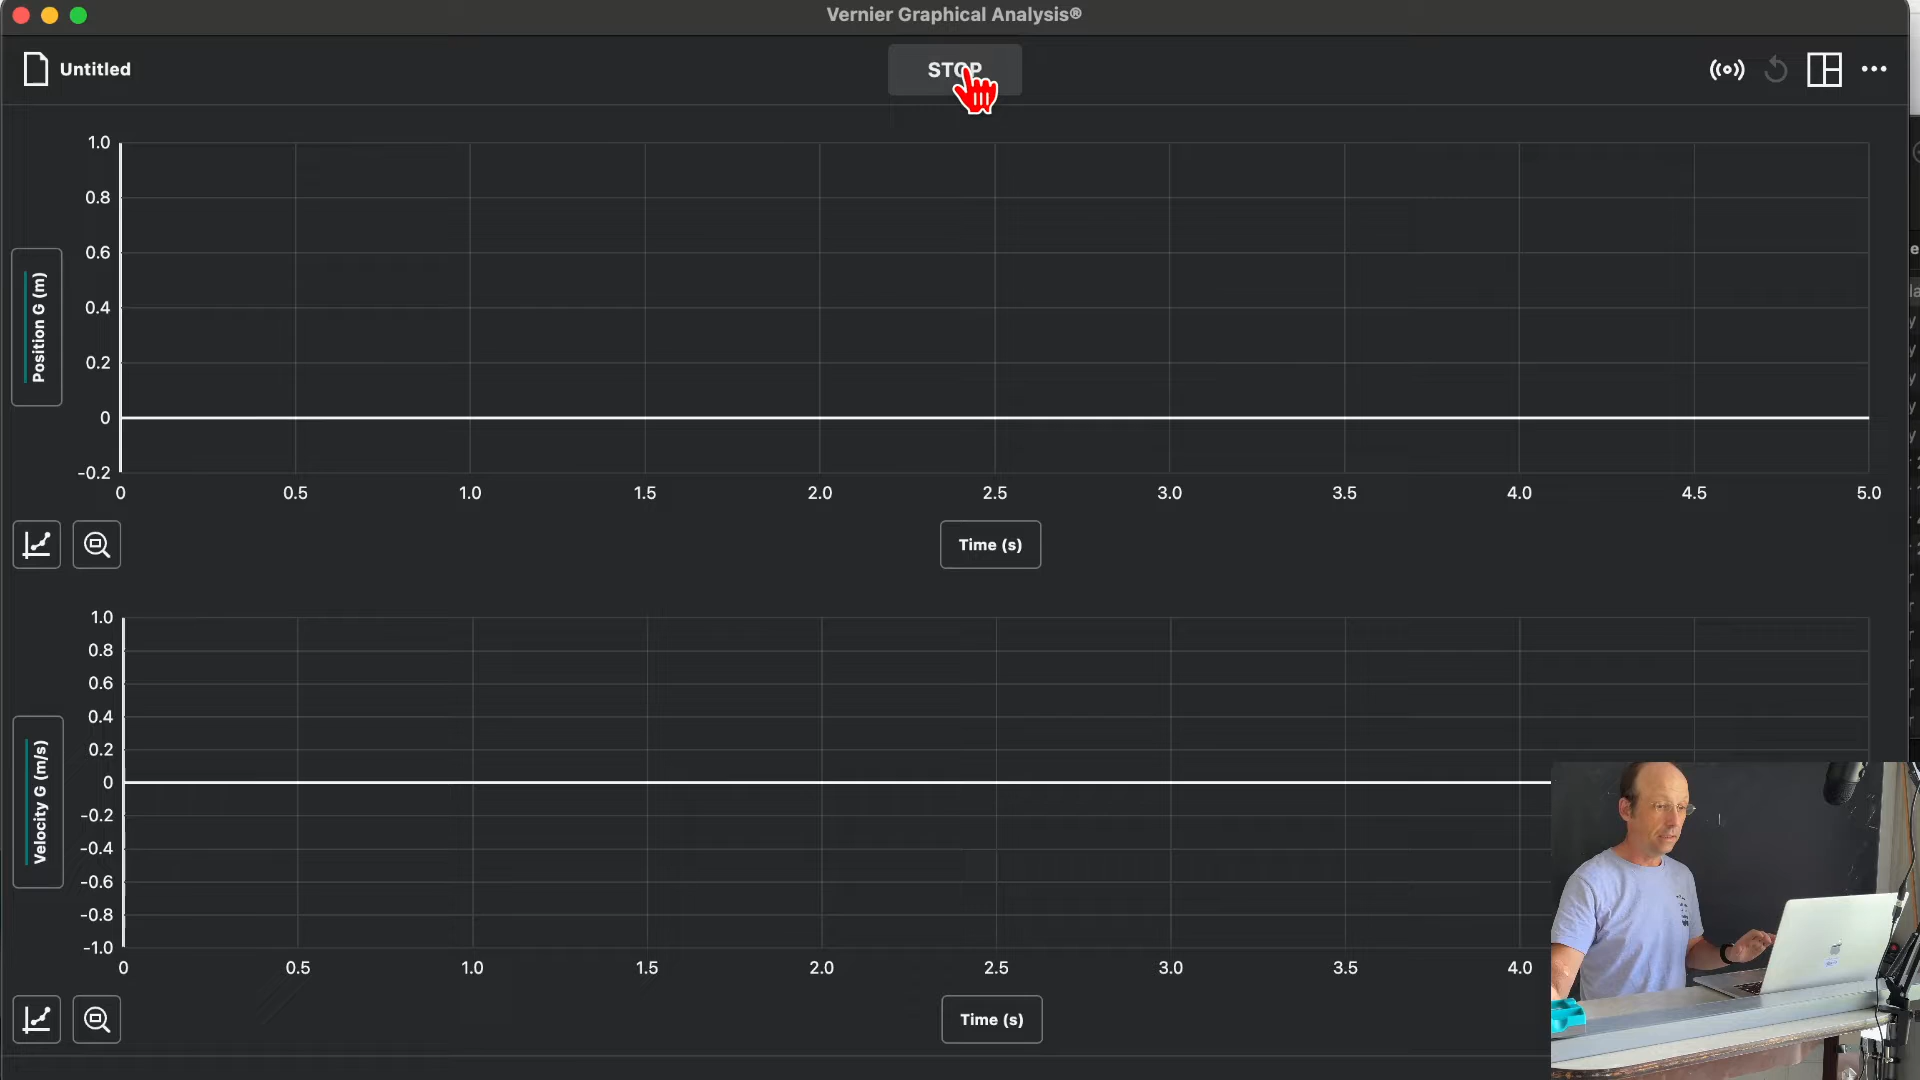 Vernier Graphical Analysis®
Untitled
STOP
1.0
0.8
0.6
0.4
0.2
0
-0.2
Position G (m)
0 0.5 1.0 1.5 2.0 2.5 3.0 3.5 4.0 4.5 5.0
Time (s)
1.0
0.8
0.6
0.4
0.2
0
-0.2
-0.4
-0.6
-0.8
-1.0
Velocity G (m/s)
0 0.5 1.0 1.5 2.0 2.5 3.0 3.5 4.0
Time (s)